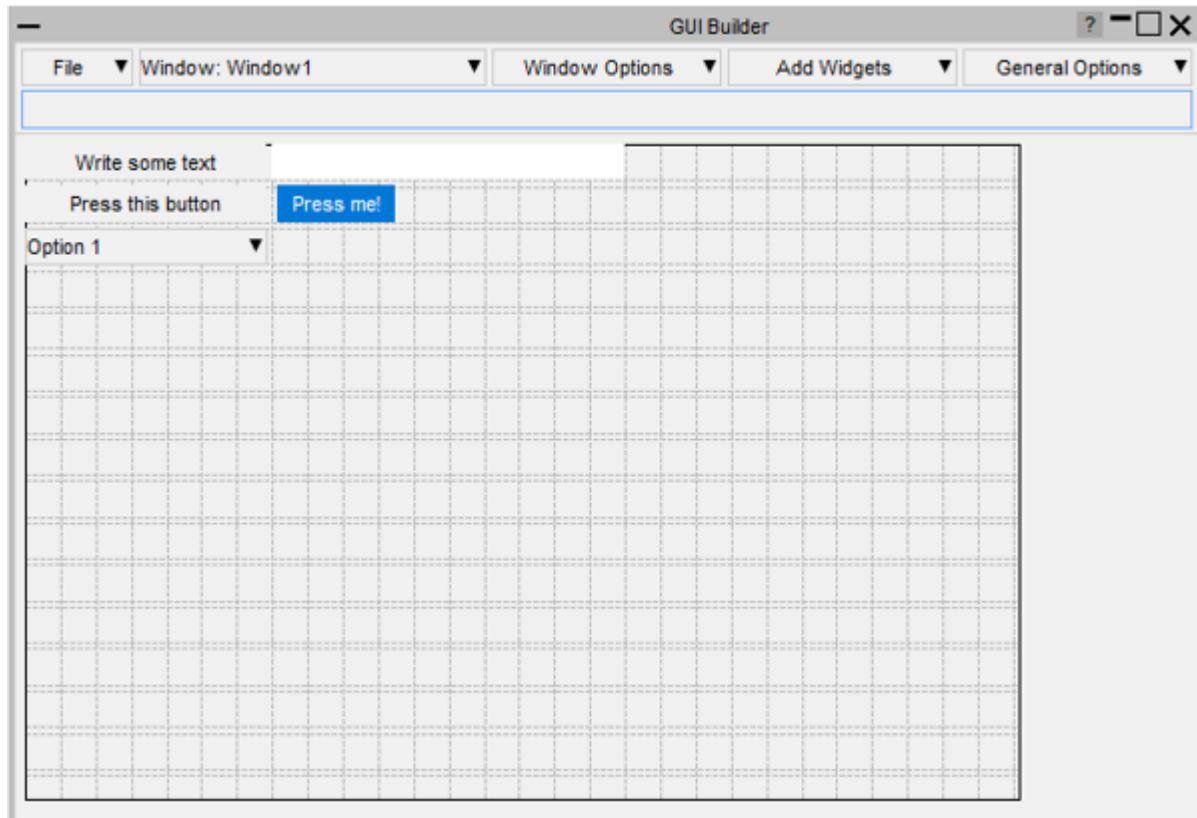 GUI Builder ?
File Window: Window1 Window Options Add Widgets General Options
Write some text
Press this button Press me!
Option 1